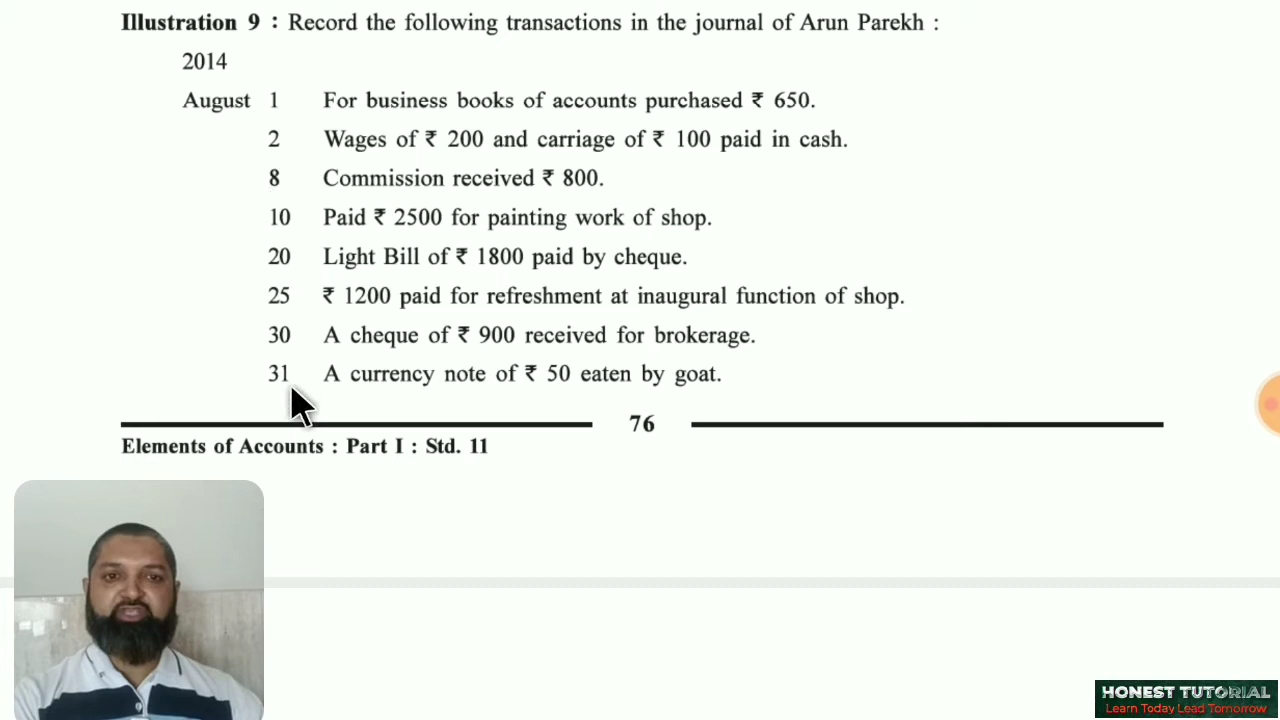 Illustration 9 : Record the following transactions in the journal of Arun Parekh :
2014
August 1 For business books of accounts purchased ₹ 650.
2 Wages of ₹ 200 and carriage of ₹ 100 paid in cash.
8 Commission received ₹ 800.
10 Paid ₹ 2500 for painting work of shop.
20 Light Bill of ₹ 1800 paid by cheque.
25 ₹ 1200 paid for refreshment at inaugural function of shop.
30 A cheque of ₹ 900 received for brokerage.
31 A currency note of ₹ 50 eaten by goat.
76
Elements of Accounts : Part I : Std. 11
HONEST TUTORIAL
Learn Today Lead Tomorrow